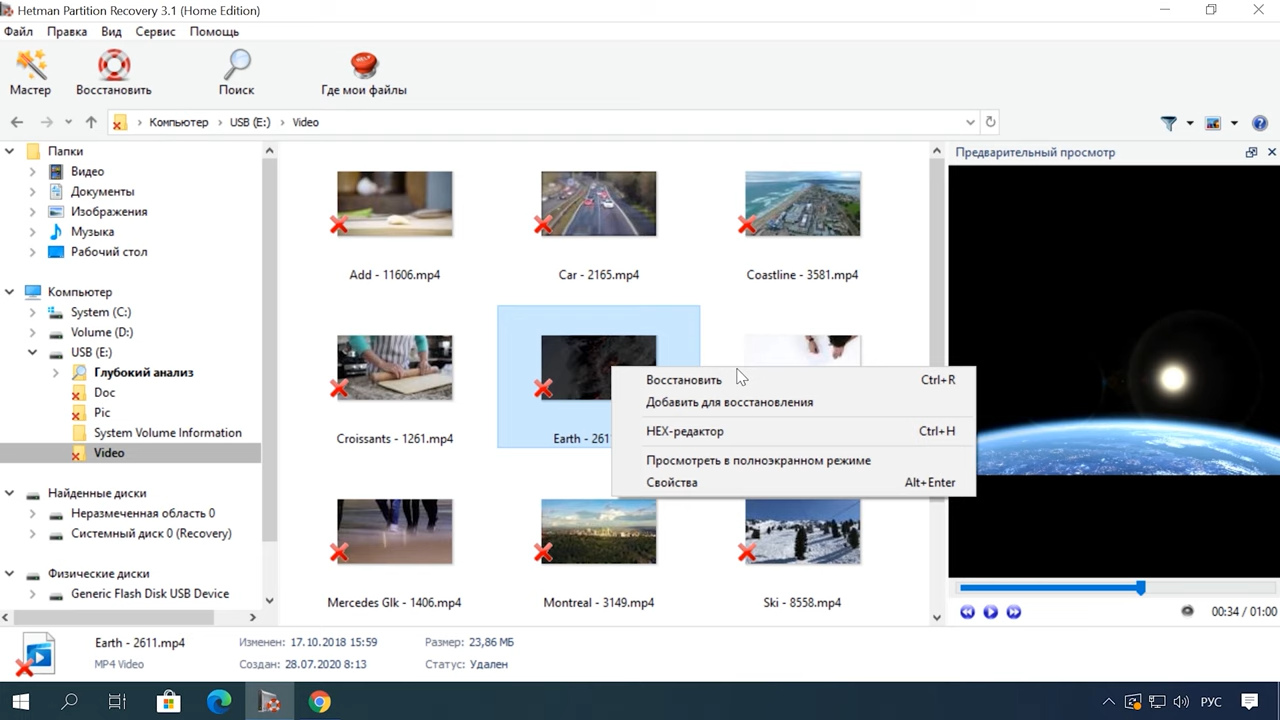 Hetman Partition Recovery 3.1 (Home Edition)
Файл Правка Вид Сервис Помощь
Мастер Восстановить Поиск Где мои файлы
Компьютер USB (E:) Video
Папки
Видео
Документы
Изображения
Музыка
Рабочий стол
Компьютер
System (C:)
Volume (D:)
USB (E:)
Глубокий анализ
Doc
Pic
System Volume Information
Video
Найденные диски
Неразмеченная область 0
Системный диск 0 (Recovery)
Физические диски
Generic Flash Disk USB Device
Add - 11606.mp4 Car - 2165.mp4 Coastline - 3581.mp4
Croissants - 1261.mp4 Earth - 261
Mercedes Glk - 1406.mp4 Montreal - 3149.mp4 Ski - 8558.mp4
Восстановить Ctrl+R
Добавить для восстановления
HEX-редактор Ctrl+H
Просмотреть в полноэкранном режиме
Свойства Alt+Enter
Предварительный просмотр
00:34 / 01:00
Earth - 2611.mp4 Изменен: 17.10.2018 15:59 Размер: 23,86 МБ
MP4 Video Создан: 28.07.2020 8:13 Статус: Удален
РУС